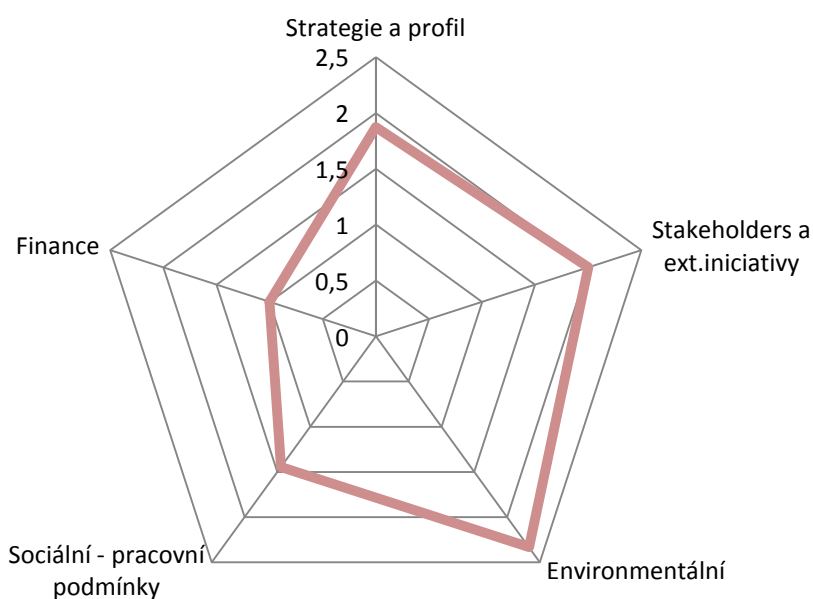 Strategie a profil
2,5
2
1,5
1
0,5
0
Stakeholders a
ext.iniciativy
Environmentální
Sociální - pracovní
podmínky
Finance